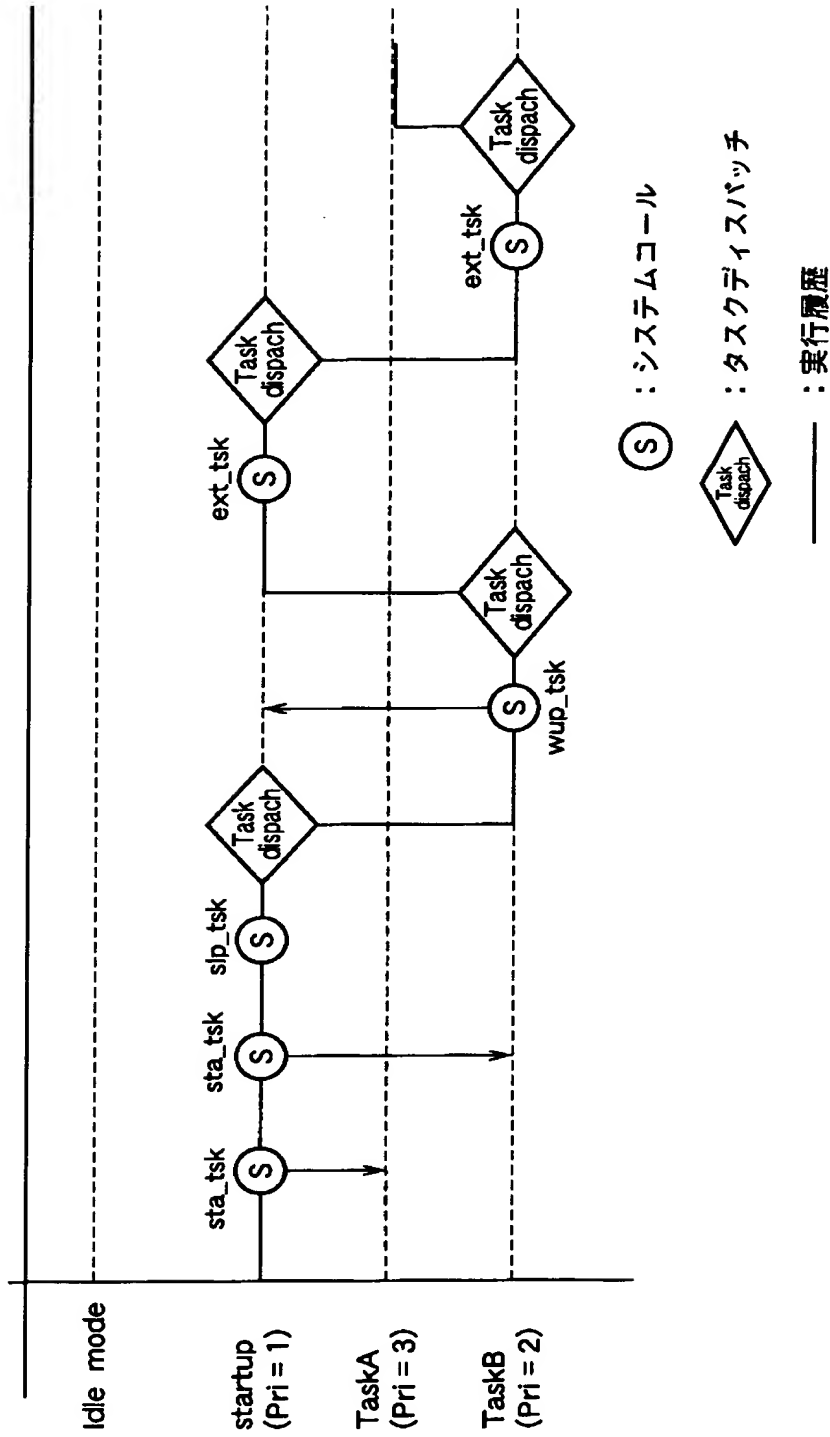 Idle mode
startup
(Pri = 1)
TaskA
(Pri = 3)
TaskB
(Pri = 2)
sta_tsk
S
sta_tsk
S
slp_tsk
S
Task
dispach
wup_tsk
S
Task
dispach
ext_tsk
S
Task
dispach
ext_tsk
S
Task
dispach
S : システムコール
Task
dispach
: タスクディスパッチ
: 実行履歴